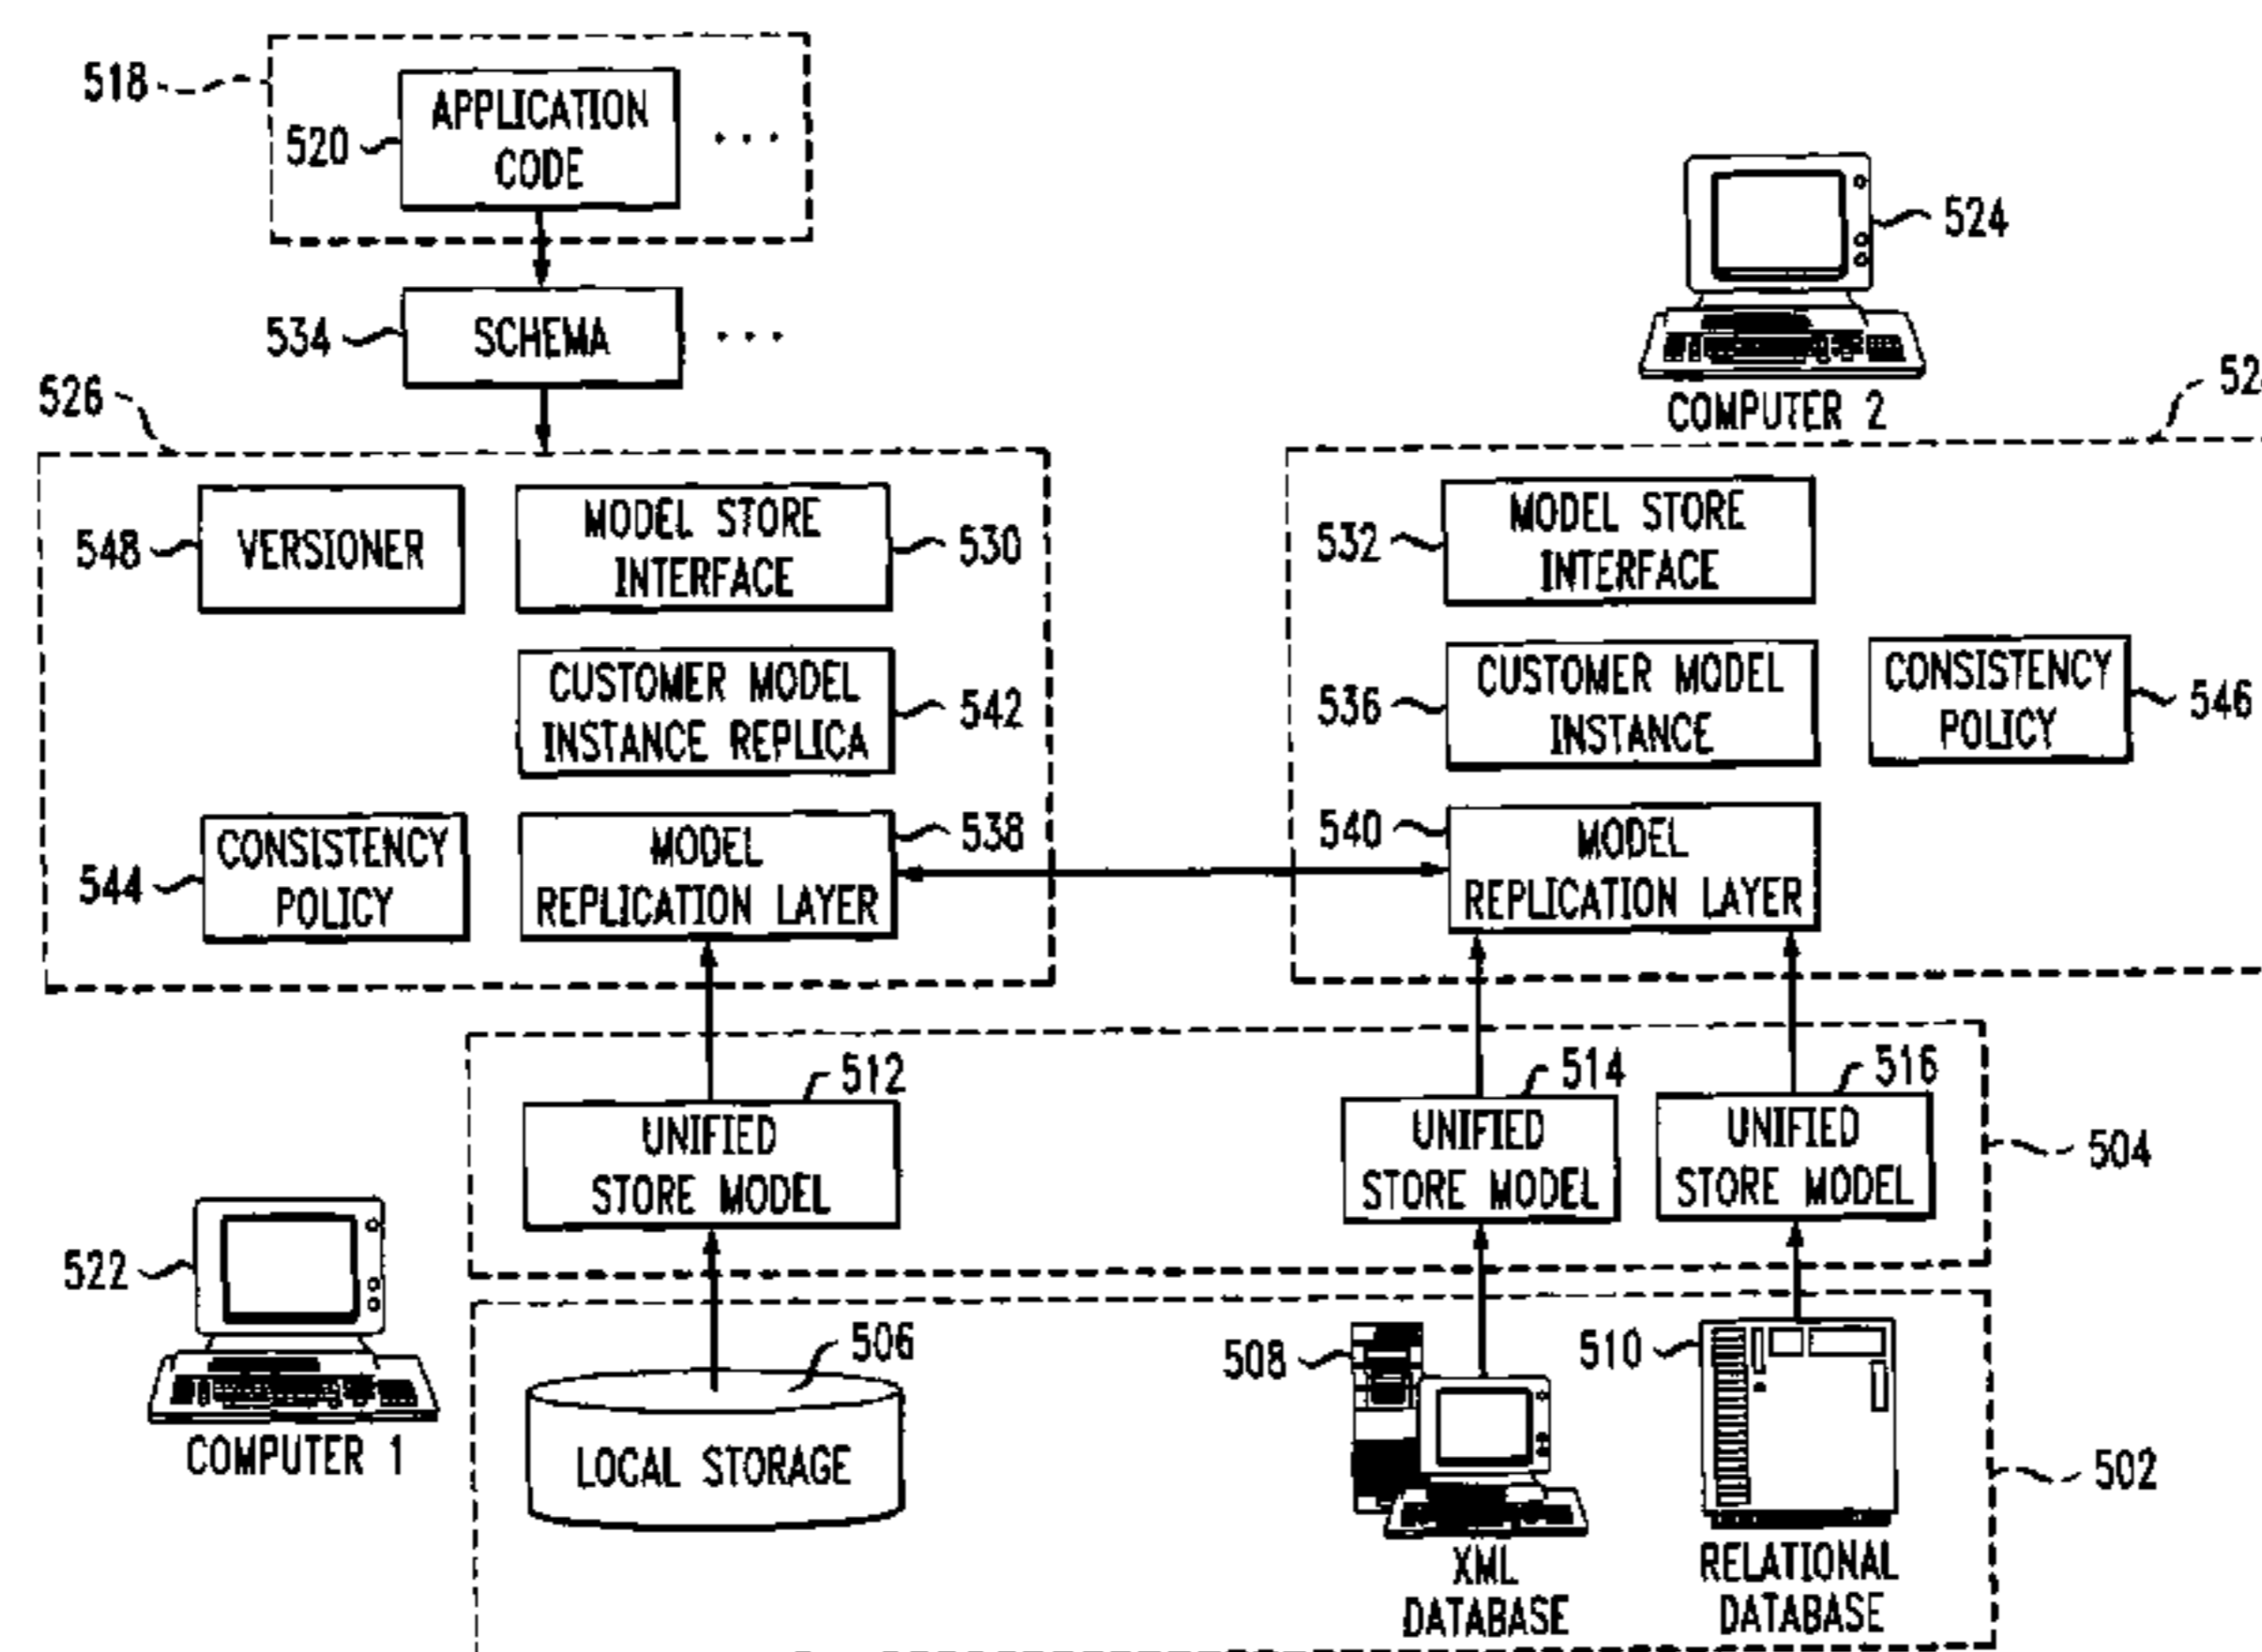 518
520
APPLICATION
CODE
. . .
534
SCHEMA
. . .
524
COMPUTER 2
526
548
VERSIONER
MODEL STORE
INTERFACE
530
CUSTOMER MODEL
INSTANCE REPLICA
542
544
CONSISTENCY
POLICY
MODEL
REPLICATION LAYER
538
532
MODEL STORE
INTERFACE
536
CUSTOMER MODEL
INSTANCE
CONSISTENCY
POLICY
546
540
MODEL
REPLICATION LAYER
512
UNIFIED
STORE MODEL
514
UNIFIED
STORE MODEL
516
UNIFIED
STORE MODEL
504
522
COMPUTER 1
506
LOCAL STORAGE
508
XML
DATABASE
510
RELATIONAL
DATABASE
502